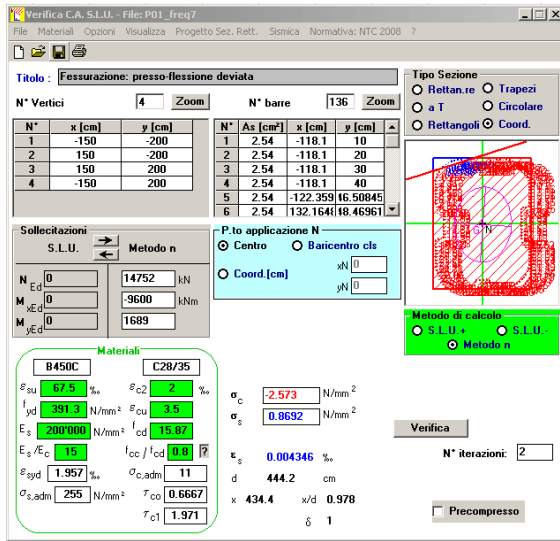 Verifica C.A. S.L.U. - File: P01_freq7
File Materiali Opzioni Visualizza Progetto Sez. Rett. Sismica Normativa: NTC 2008 ?
Titolo : Fessurazione: presso-flessione deviata
N° Vertici 4 Zoom N° barre 136 Zoom
N° x [cm] y [cm]
1 -150 -200
2 150 -200
3 150 200
4 -150 200
N° As [cm²] x [cm] y [cm]
1 2.54 -118.1 10
2 2.54 -118.1 20
3 2.54 -118.1 30
4 2.54 -118.1 40
5 2.54 -122.359 16.50845
6 2.54 132.164 18.46961
Tipo Sezione
Rettan.re Trapezi
a T Circolare
Rettangoli Coord.
N
Sollecitazioni
S.L.U. Metodo n
N Ed 0 14752 kN
M xEd 0 -9600 kNm
M yEd 0 1689
P.to applicazione N
Centro Baricentro cls
Coord.[cm] xN 0
yN 0
Metodo di calcolo
S.L.U.+ S.L.U.-
Metodo n
Materiali
B450C C28/35
εsu 67.5 ‰ εc2 2 ‰
fyd 391.3 N/mm² εcu 3.5
Es 200'000 N/mm² fcd 15.87
Es/Ec 15 fcc / fcd 0.8 ?
εsyd 1.957 ‰ σc,adm 11
σs,adm 255 N/mm² τco 0.6667
τc1 1.971
σc -2.573 N/mm²
σs 0.8692 N/mm²
εs 0.004346 ‰
d 444.2 cm
x 434.4 x/d 0.978
δ 1
Verifica
N° iterazioni: 2
Precompresso